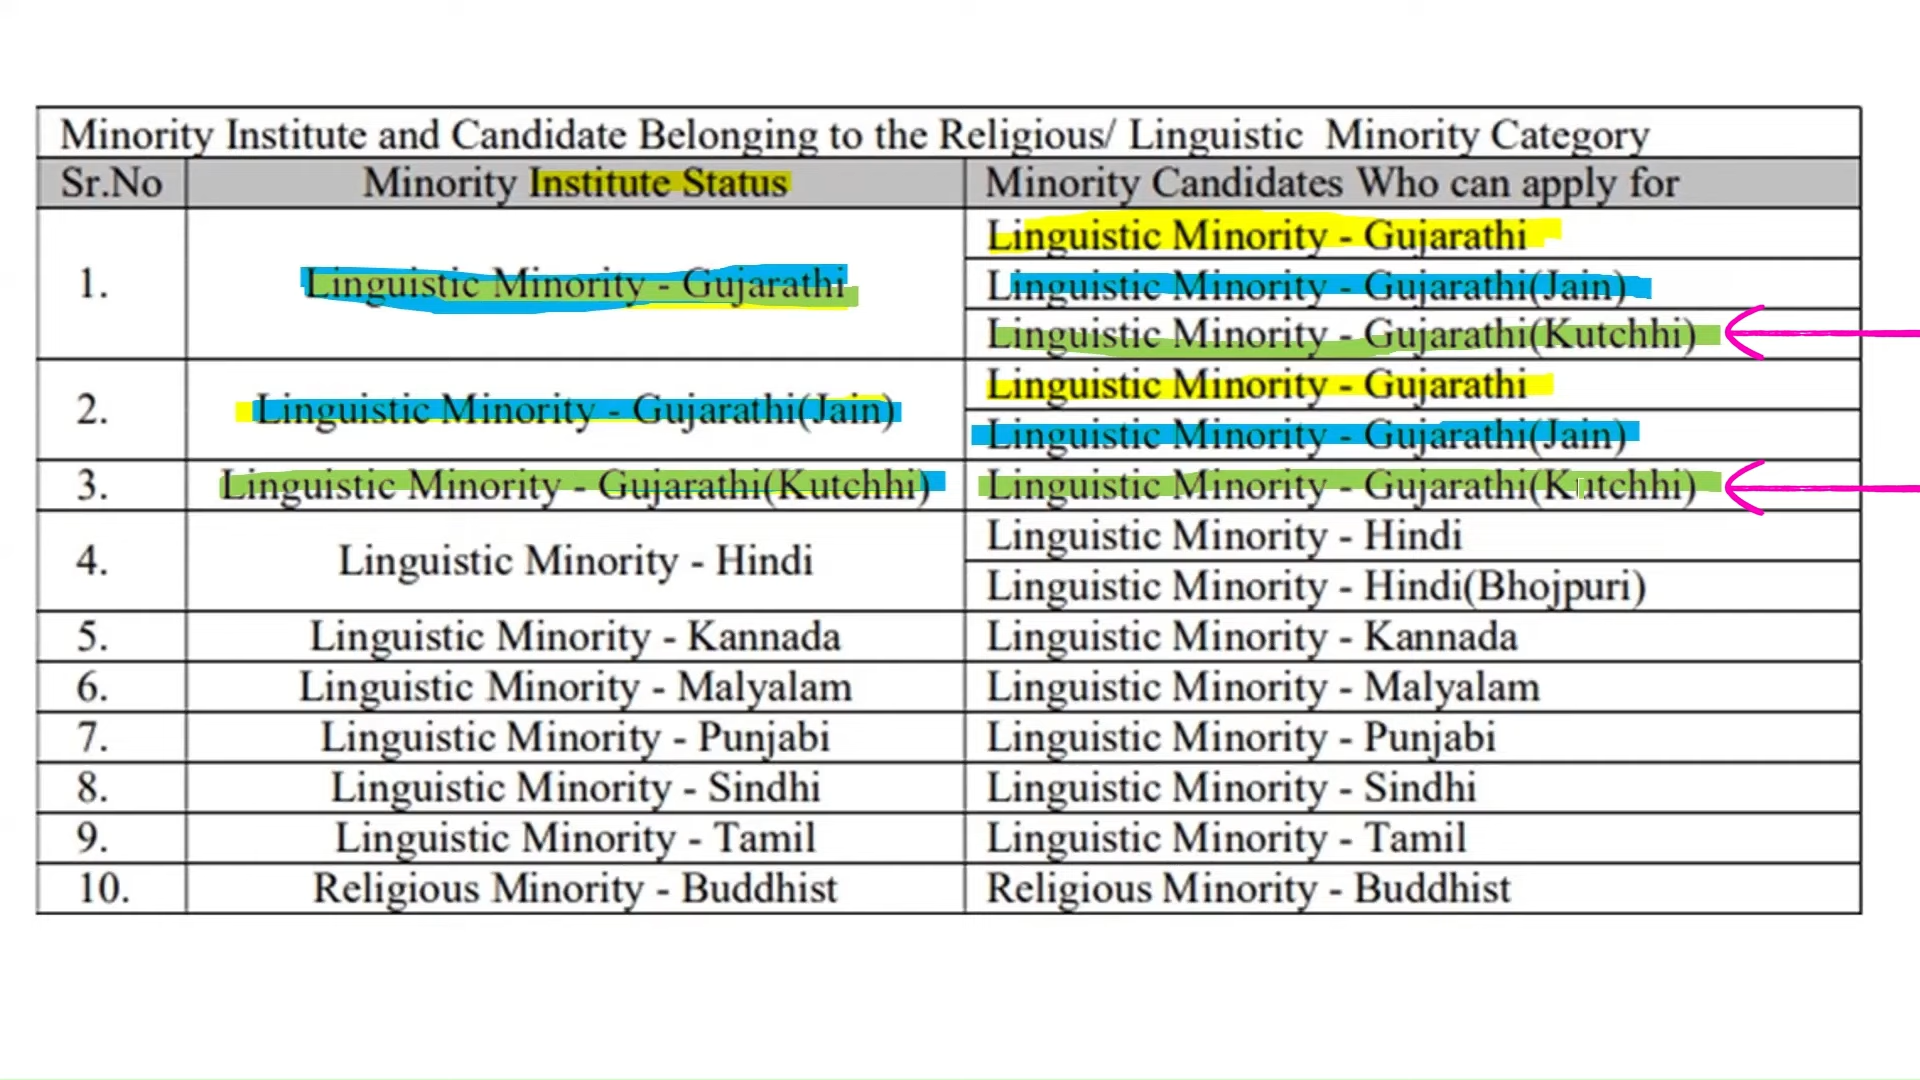 Minority Institute and Candidate Belonging to the Religious/ Linguistic Minority Category
Sr.No Minority Institute Status Minority Candidates Who can apply for
1. Linguistic Minority - Gujarathi Linguistic Minority - Gujarathi
Linguistic Minority - Gujarathi(Jain)
Linguistic Minority - Gujarathi(Kutchhi)
2. Linguistic Minority - Gujarathi(Jain) Linguistic Minority - Gujarathi
Linguistic Minority - Gujarathi(Jain)
3. Linguistic Minority - Gujarathi(Kutchhi) Linguistic Minority - Gujarathi(Kutchhi)
4. Linguistic Minority - Hindi Linguistic Minority - Hindi
Linguistic Minority - Hindi(Bhojpuri)
5. Linguistic Minority - Kannada Linguistic Minority - Kannada
6. Linguistic Minority - Malyalam Linguistic Minority - Malyalam
7. Linguistic Minority - Punjabi Linguistic Minority - Punjabi
8. Linguistic Minority - Sindhi Linguistic Minority - Sindhi
9. Linguistic Minority - Tamil Linguistic Minority - Tamil
10. Religious Minority - Buddhist Religious Minority - Buddhist